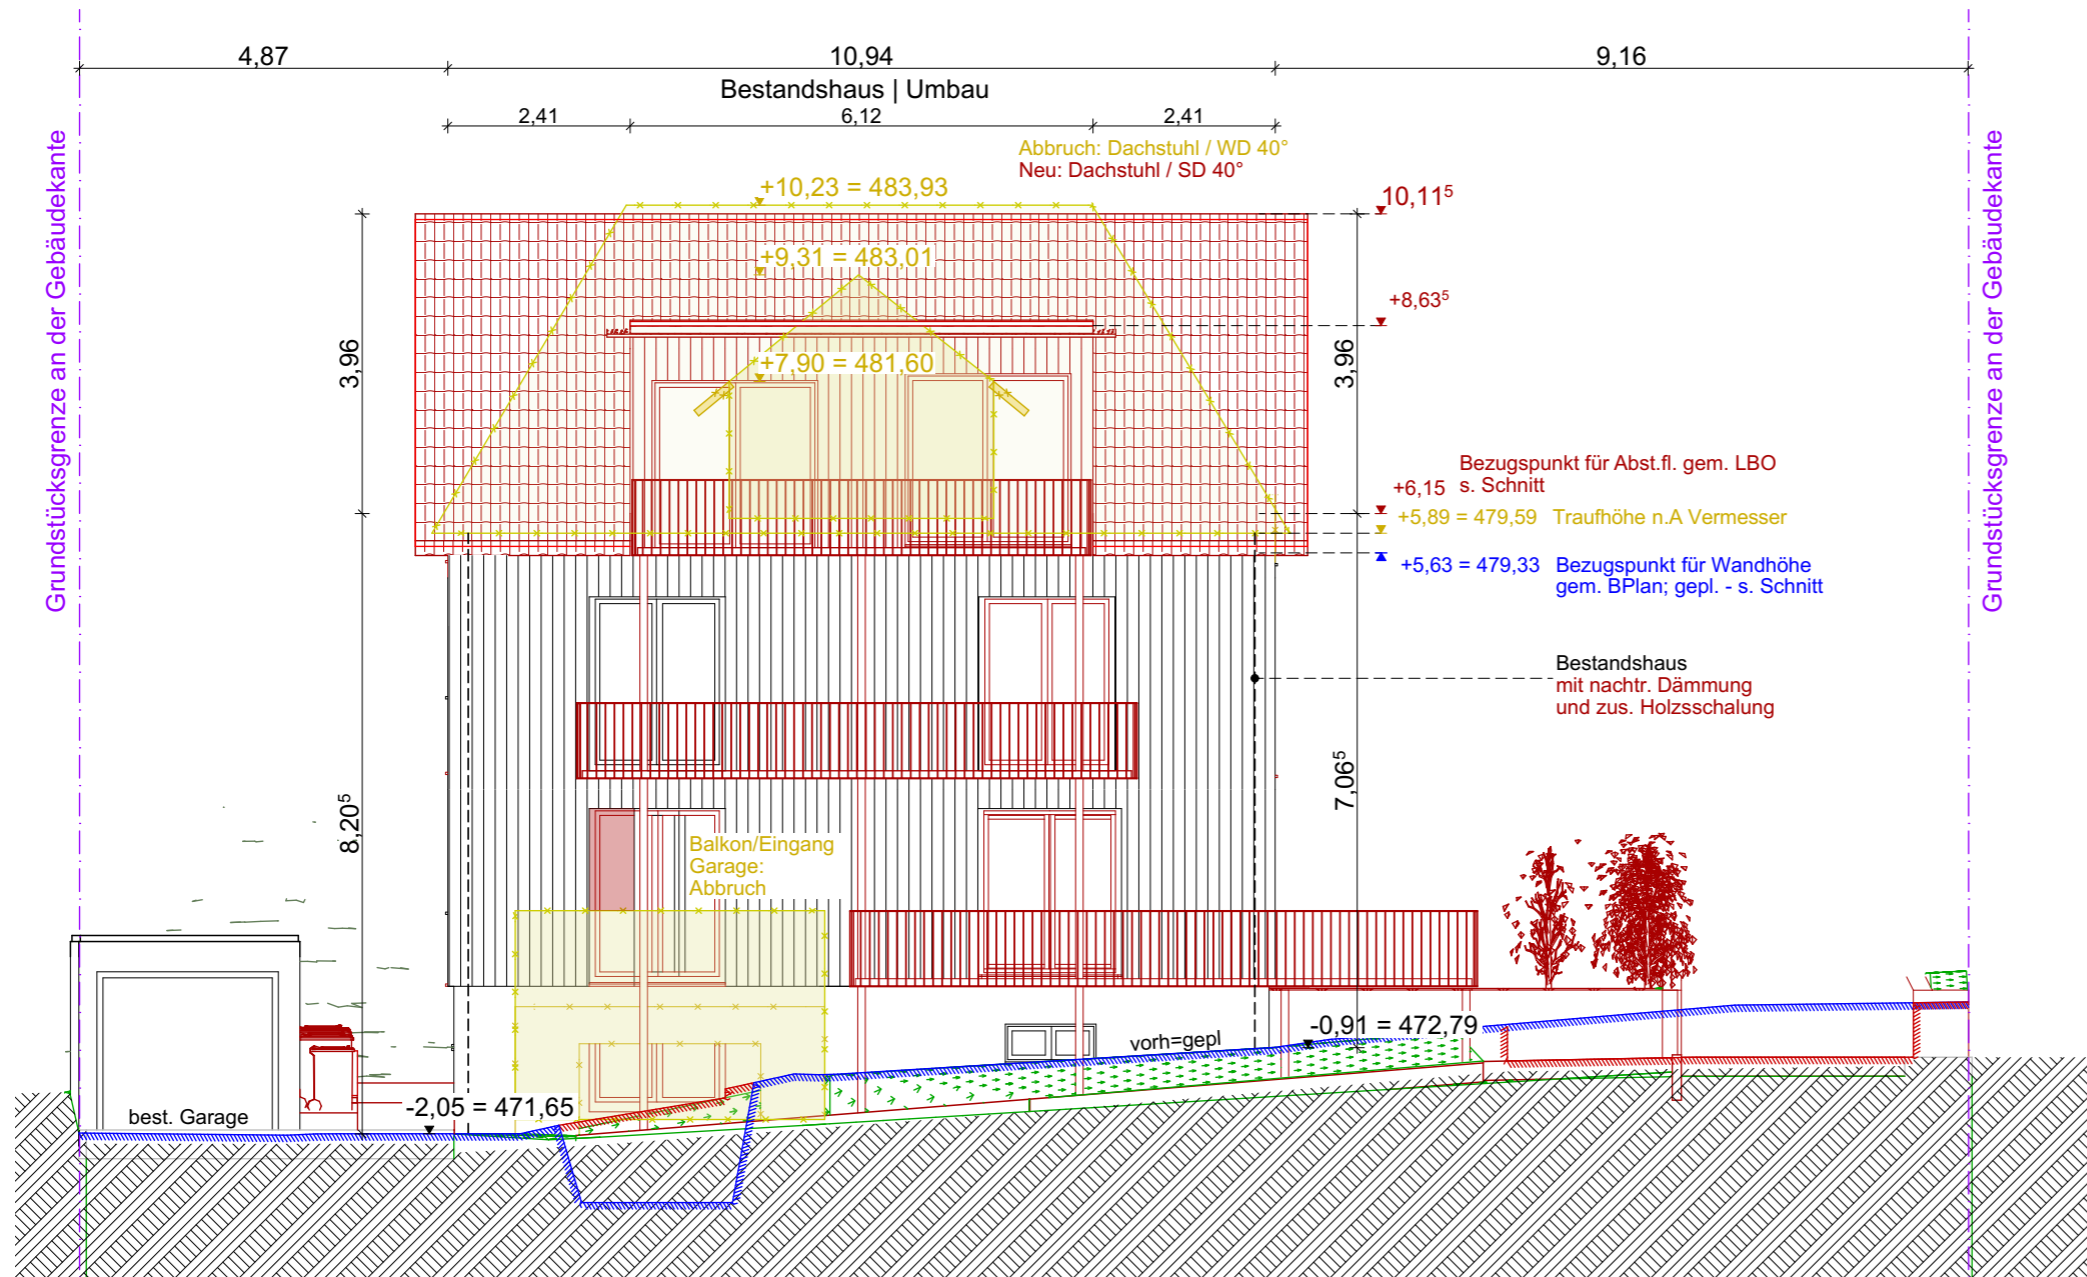 4,87
10,94
9,16
Bestandshaus | Umbau
2,41
6,12
2,41
Abbruch: Dachstuhl / WD 40°
Neu: Dachstuhl / SD 40°
Grundstücksgrenze an der Gebäudekante
Grundstücksgrenze an der Gebäudekante
+10,23 = 483,93
10,11⁵
+9,31 = 483,01
+8,63⁵
3,96
3,96
+7,90 = 481,60
Bezugspunkt für Abst.fl. gem. LBO
s. Schnitt
+6,15
+5,89 = 479,59 Traufhöhe n.A Vermesser
+5,63 = 479,33 Bezugspunkt für Wandhöhe
gem. BPlan; gepl. - s. Schnitt
Bestandshaus
mit nachtr. Dämmung
und zus. Holzsschalung
8,20⁵
7,06⁵
Balkon/Eingang
Garage:
Abbruch
vorh=gepl
-0,91 = 472,79
best. Garage
-2,05 = 471,65